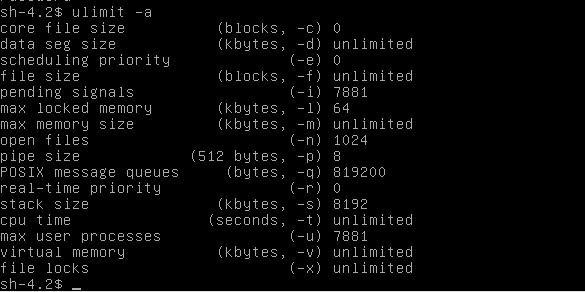 sh-4.2$ ulimit -a
core file size          (blocks, -c) 0
data seg size           (kbytes, -d) unlimited
scheduling priority             (-e) 0
file size               (blocks, -f) unlimited
pending signals                 (-i) 7881
max locked memory       (kbytes, -l) 64
max memory size         (kbytes, -m) unlimited
open files                      (-n) 1024
pipe size            (512 bytes, -p) 8
POSIX message queues     (bytes, -q) 819200
real-time priority              (-r) 0
stack size              (kbytes, -s) 8192
cpu time               (seconds, -t) unlimited
max user processes              (-u) 7881
virtual memory          (kbytes, -v) unlimited
file locks                      (-x) unlimited
sh-4.2$ _